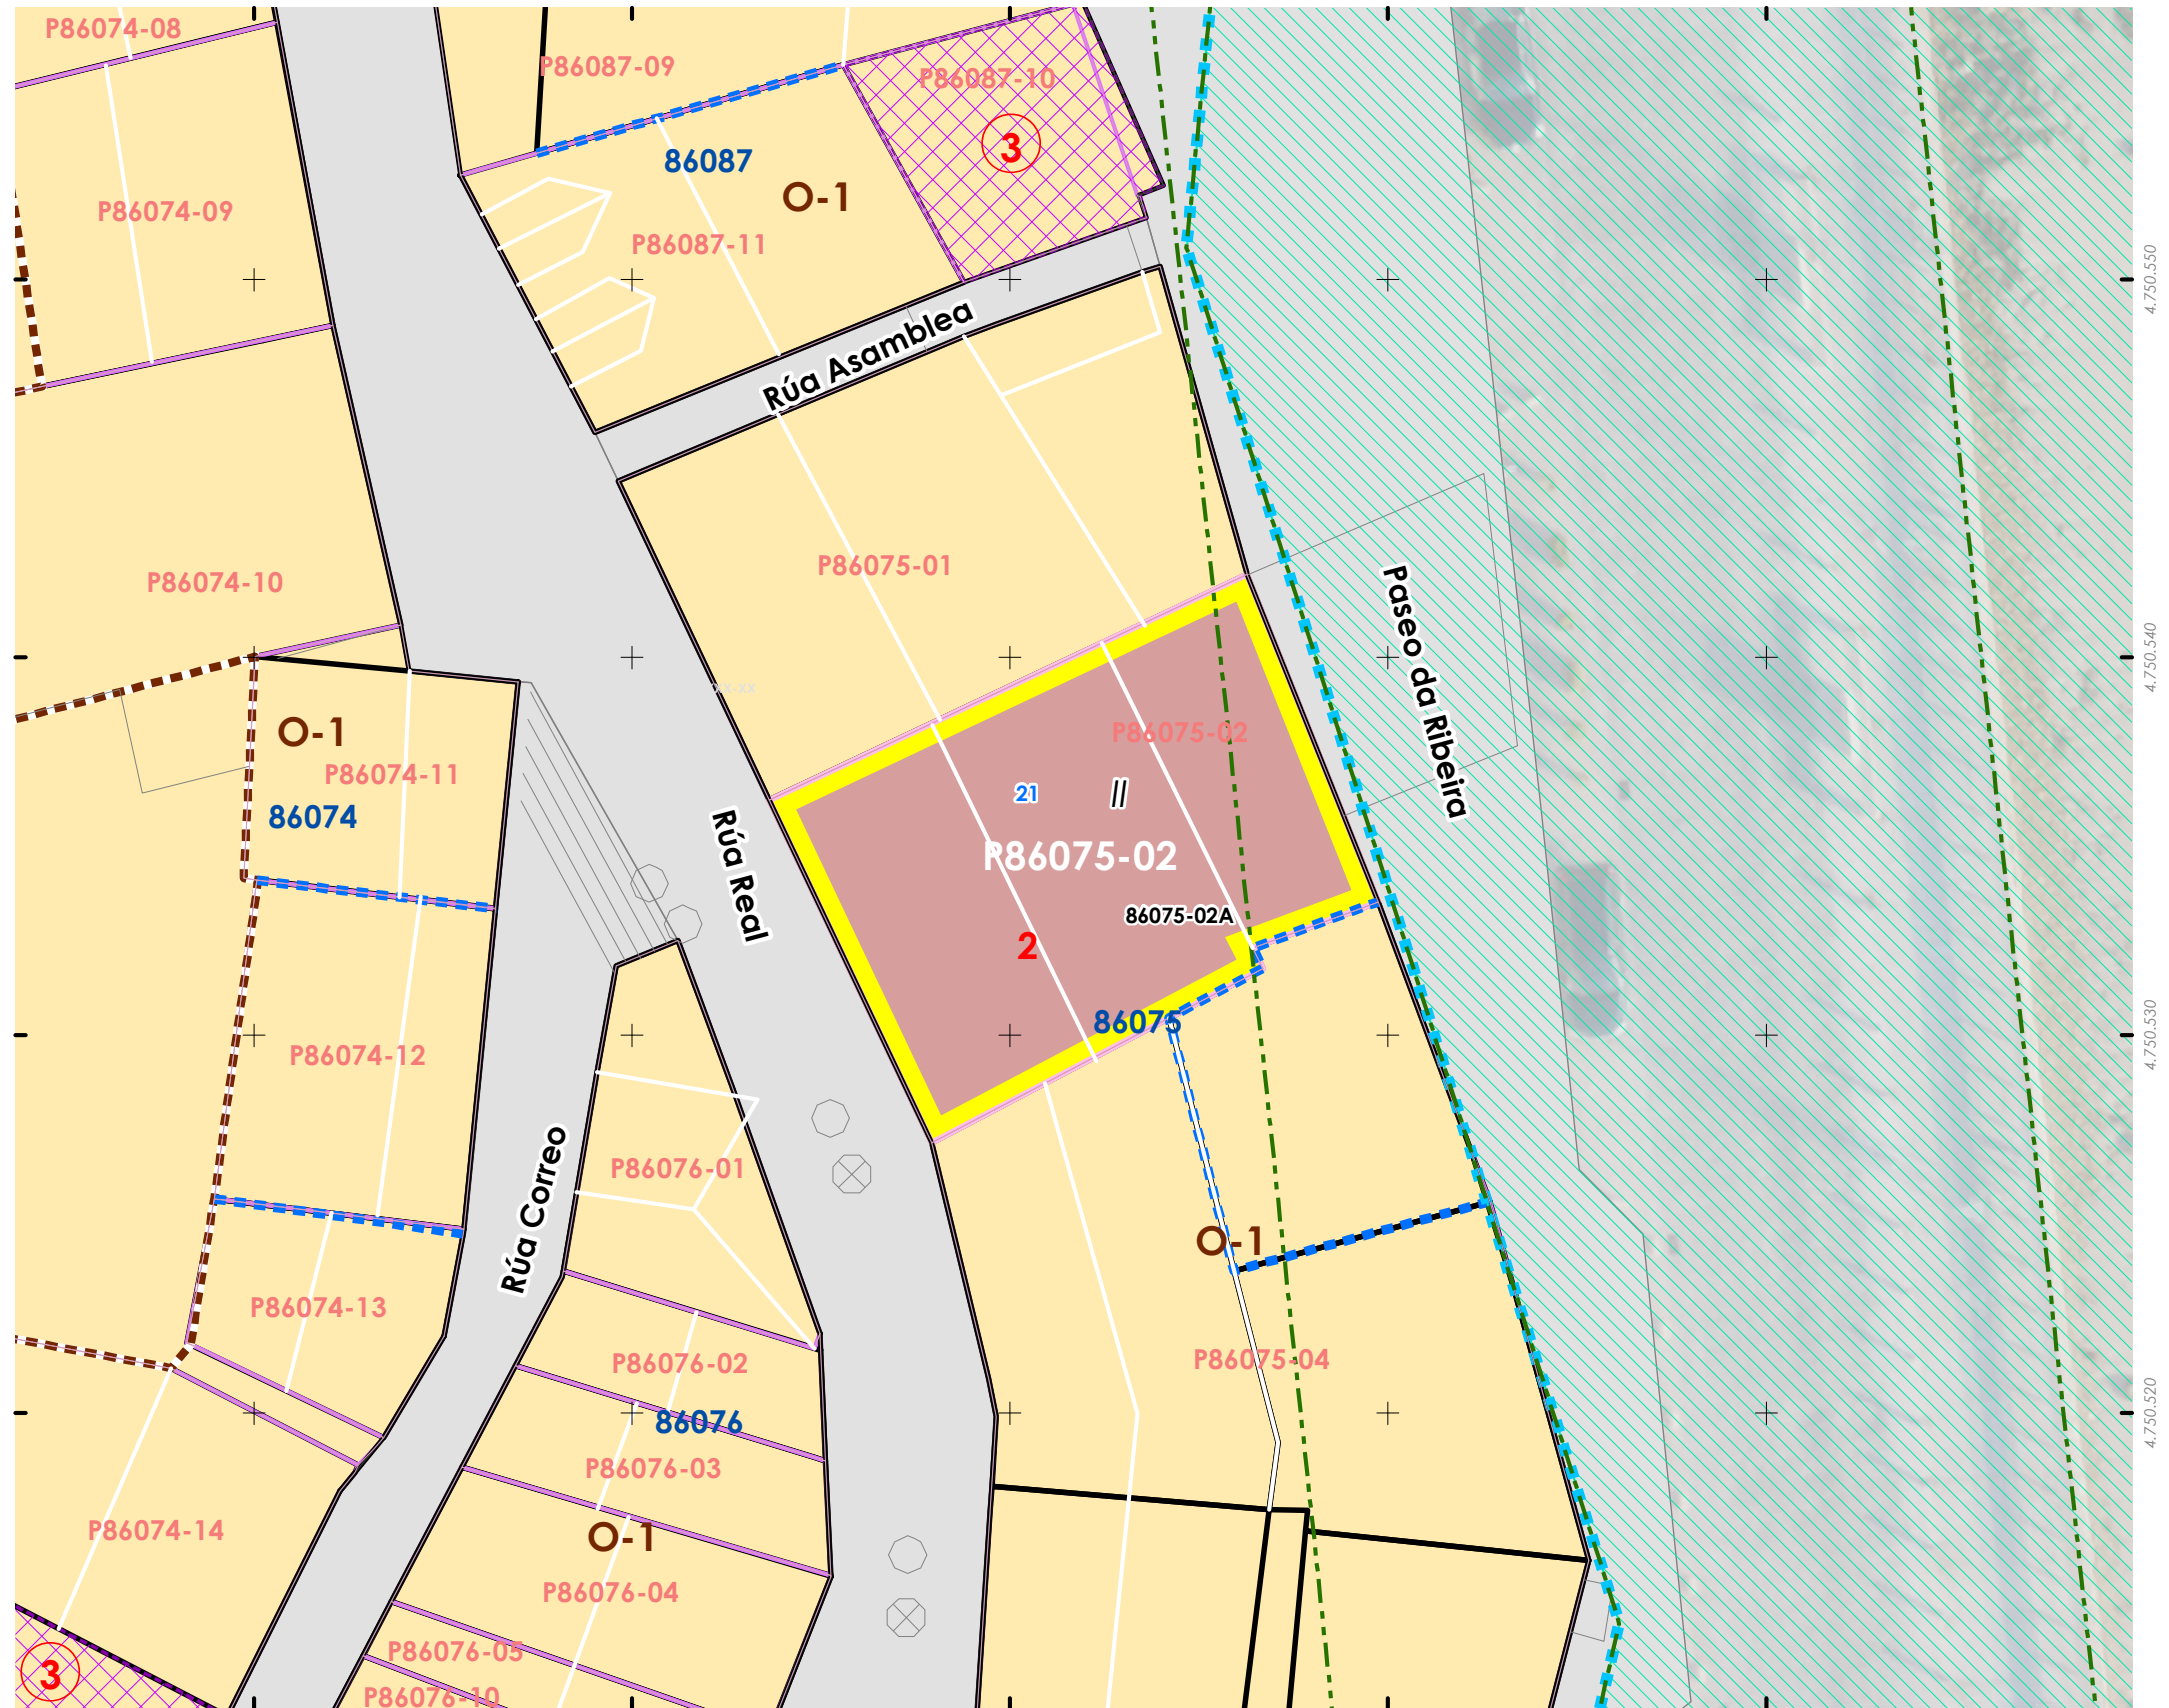 P86074-08
P86087-09
P86087-10
3
86087
O-1
P86074-09
P86087-11
4.750.550
Rúa Asamblea
P86075-01
P86074-10
Paseo da Ribeira
4.750.540
xx-xx
O-1
P86074-11
86074
P86075-02
21
II
P86075-02
Rúa Real
86075-02A
2
86075
4.750.530
P86074-12
Rúa Correo
P86076-01
O-1
P86074-13
P86076-02
P86075-04
86076
4.750.520
P86076-03
P86074-14
O-1
P86076-04
P86076-05
3
P86076-10